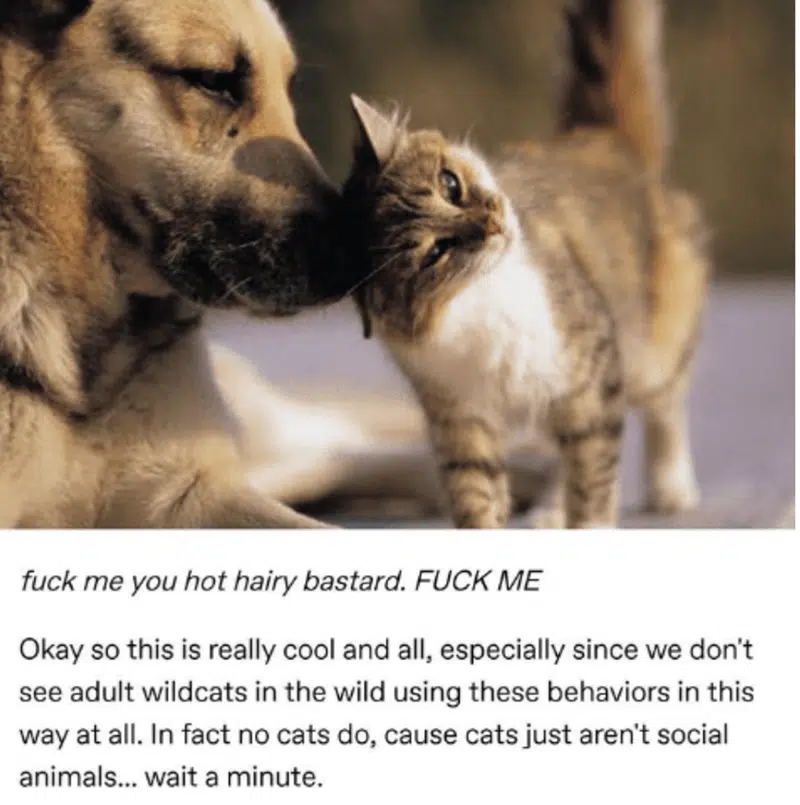 fuck me you hot hairy bastard. FUCK ME
Okay so this is really cool and all, especially since we don't
see adult wildcats in the wild using these behaviors in this
way at all. In fact no cats do, cause cats just aren't social
animals... wait a minute.